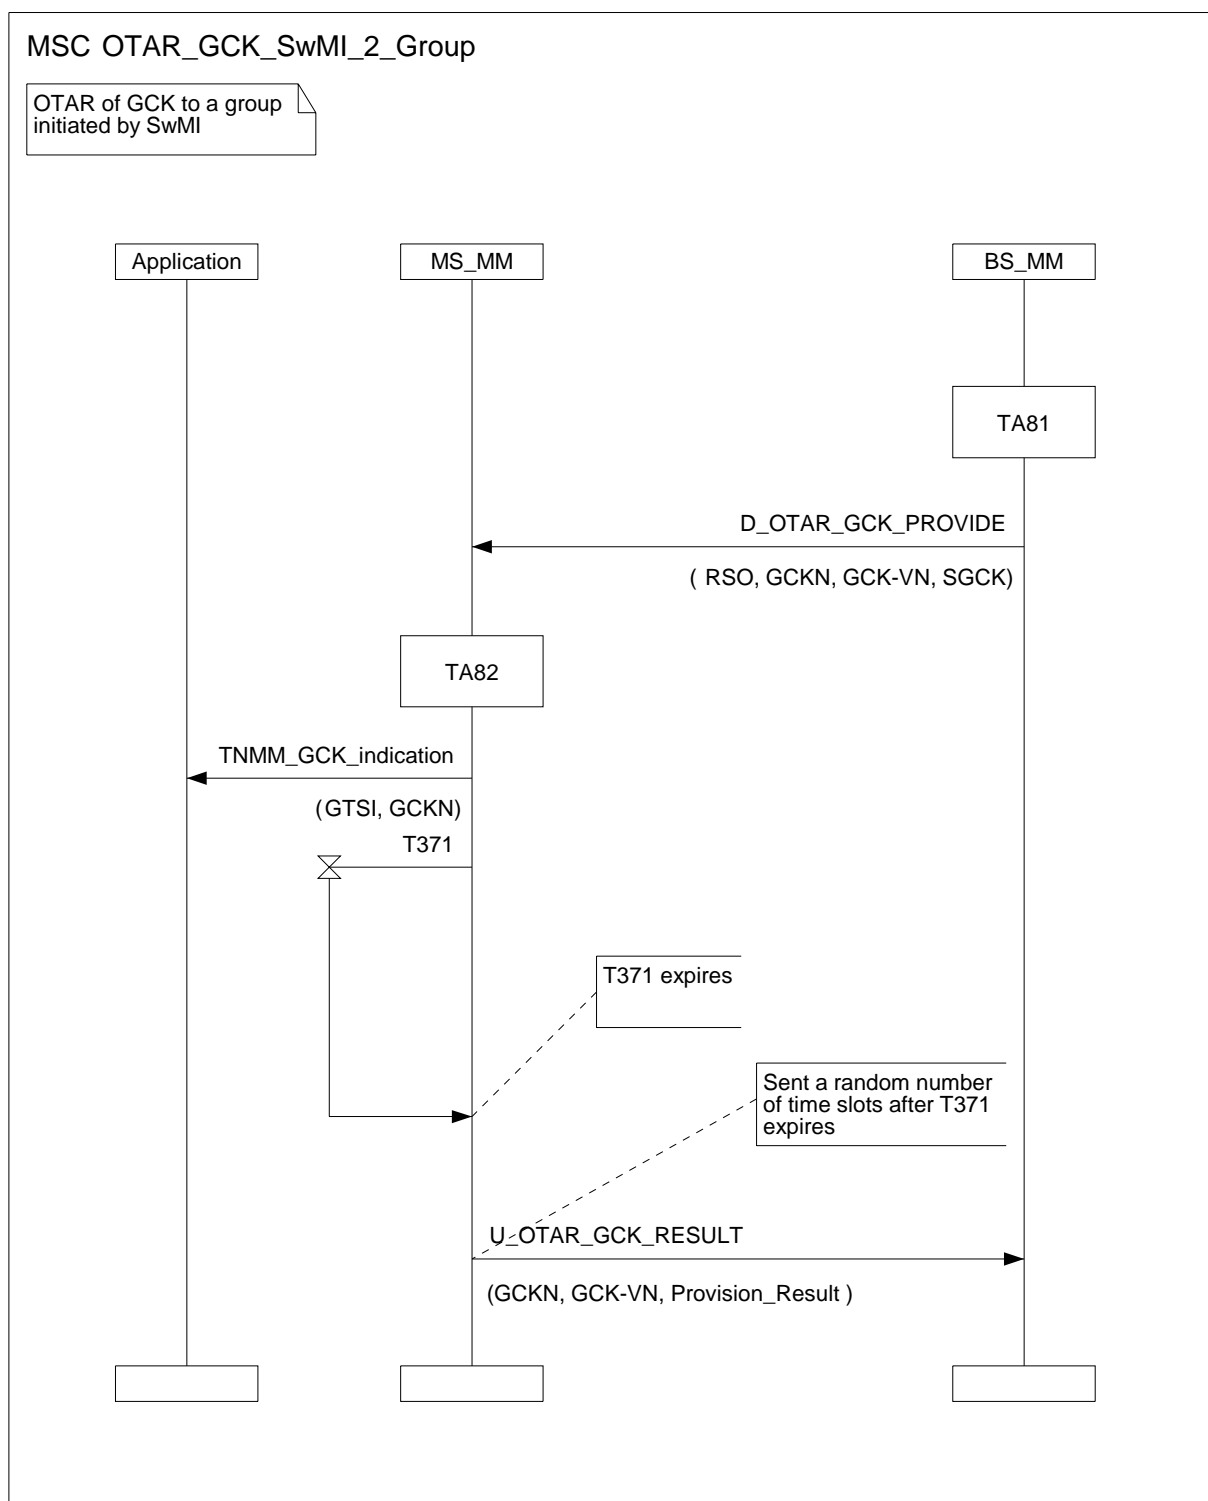 MSC OTAR_GCK_SwMI_2_Group
OTAR of GCK to a group
initiated by SwMI
Application
MS_MM
BS_MM
TA81
D_OTAR_GCK_PROVIDE
( RSO, GCKN, GCK-VN, SGCK)
TA82
TNMM_GCK_indication
(GTSI, GCKN)
T371
T371 expires
Sent a random number
of time slots after T371
expires
U_OTAR_GCK_RESULT
(GCKN, GCK-VN, Provision_Result )